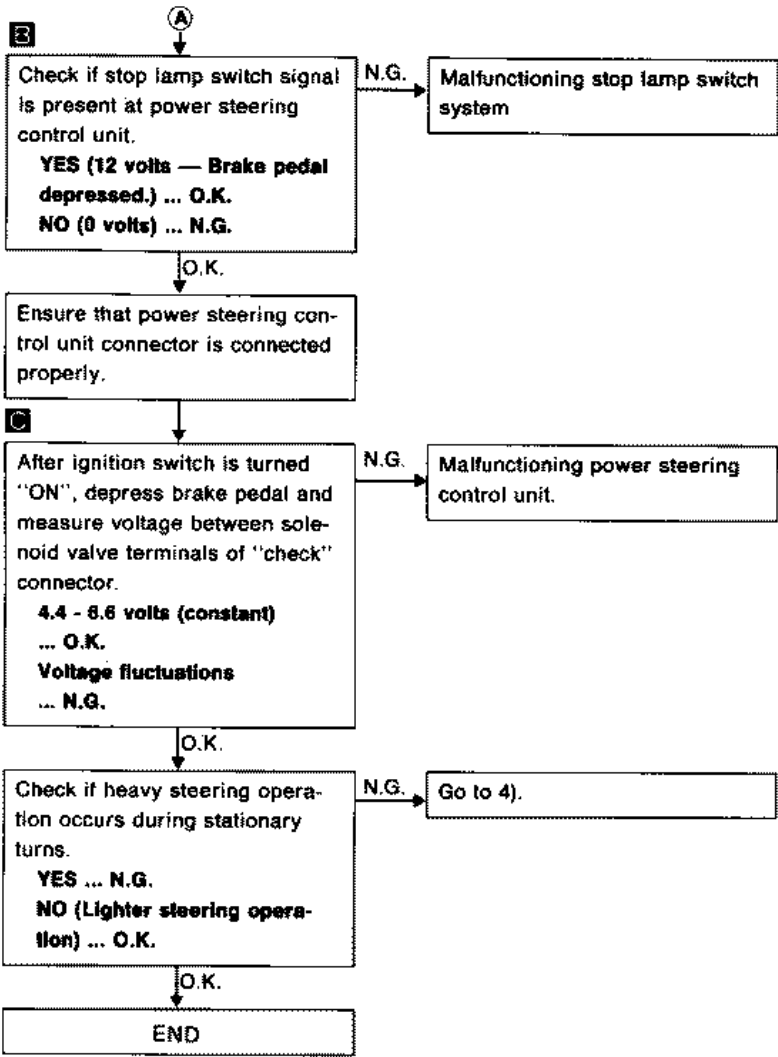 A
B
Check if stop lamp switch signal
is present at power steering
control unit.
YES (12 volts — Brake pedal
depressed.) ... O.K.
NO (0 volts) ... N.G.
N.G.
Malfunctioning stop lamp switch
system
O.K.
Ensure that power steering con-
trol unit connector is connected
properly.
C
After ignition switch is turned
"ON", depress brake pedal and
measure voltage between sole-
noid valve terminals of "check"
connector.
4.4 - 6.6 volts (constant)
... O.K.
Voltage fluctuations
... N.G.
N.G.
Malfunctioning power steering
control unit.
O.K.
Check if heavy steering opera-
tion occurs during stationary
turns.
YES ... N.G.
NO (Lighter steering opera-
tion) ... O.K.
N.G.
Go to 4).
O.K.
END